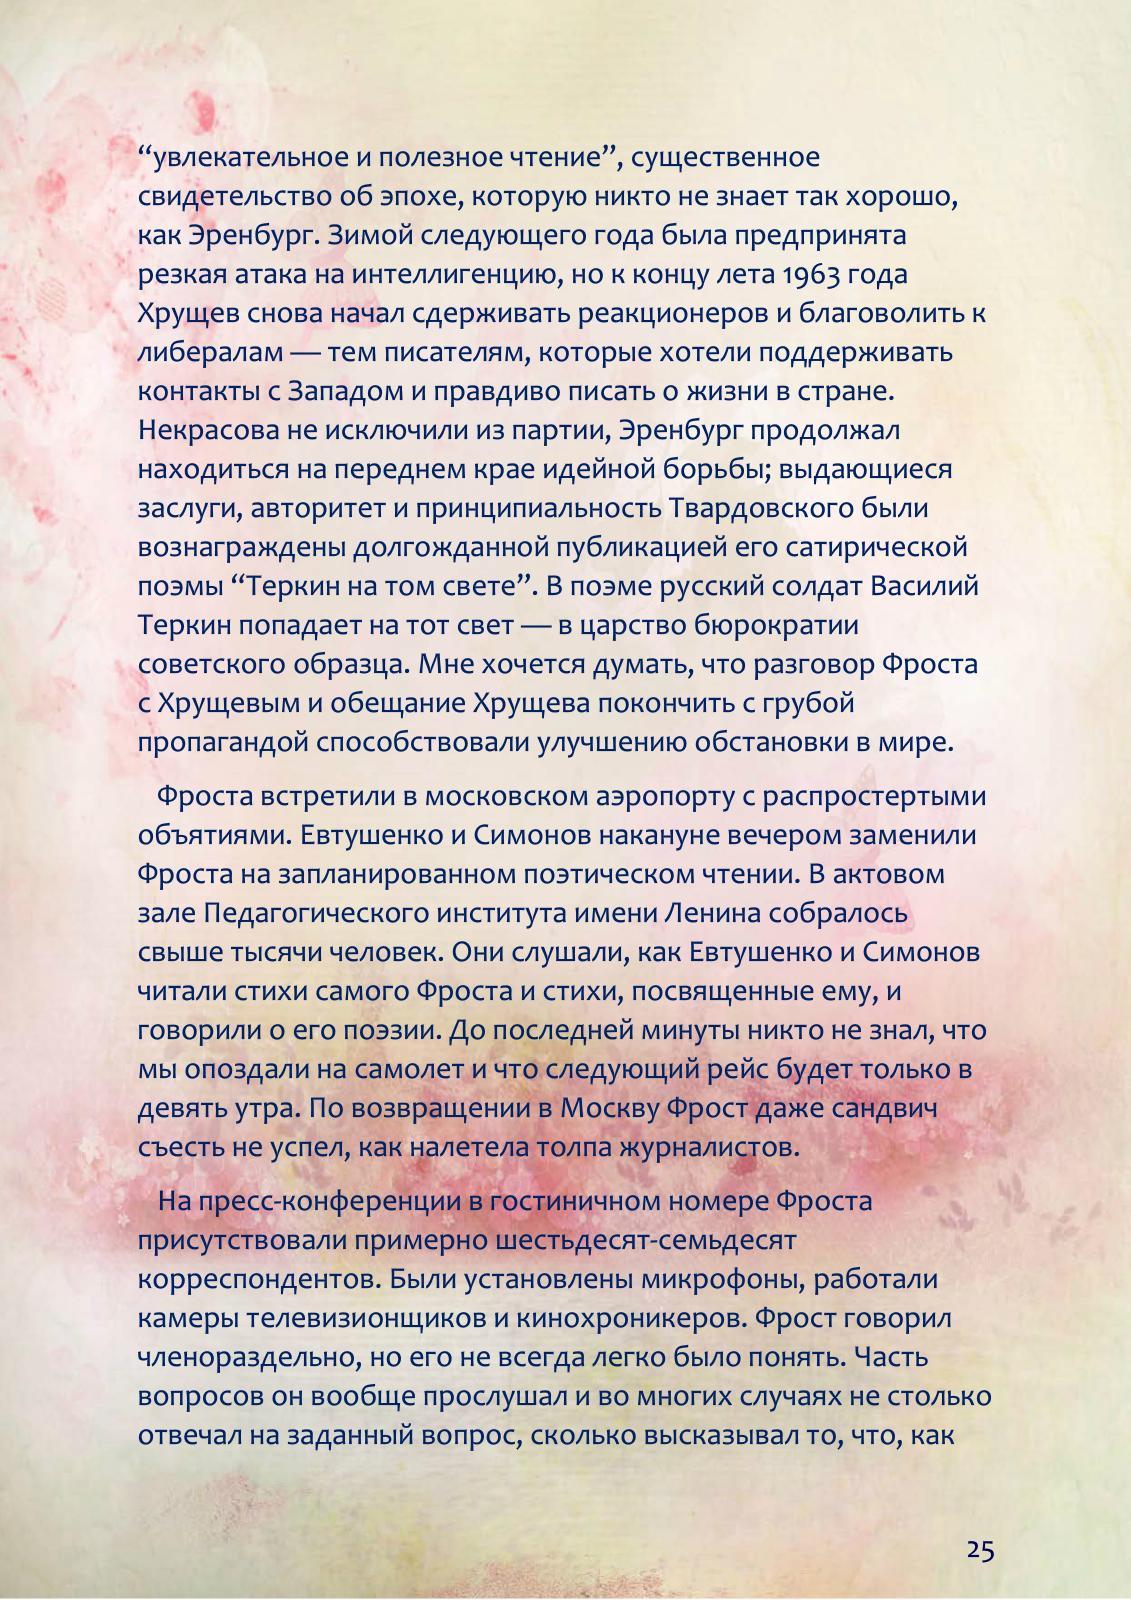 “увлекательное и полезное чтение”, существенное
свидетельство об эпохе, которую никто не знает так хорошо,
как Эренбург. Зимой следующего года была предпринята
резкая атака на интеллигенцию, но к концу лета 1963 года
Хрущев снова начал сдерживать реакционеров и благоволить к
либералам — тем писателям, которые хотели поддерживать
контакты с Западом и правдиво писать о жизни в стране.
Некрасова не исключили из партии, Эренбург продолжал
находиться на переднем крае идейной борьбы; выдающиеся
заслуги, авторитет и принципиальность Твардовского были
вознаграждены долгожданной публикацией его сатирической
поэмы “Теркин на том свете”. В поэме русский солдат Василий
Теркин попадает на тот свет — в царство бюрократии
советского образца. Мне хочется думать, что разговор Фроста
с Хрущевым и обещание Хрущева покончить с грубой
пропагандой способствовали улучшению обстановки в мире.
Фроста встретили в московском аэропорту с распростертыми
объятиями. Евтушенко и Симонов накануне вечером заменили
Фроста на запланированном поэтическом чтении. В актовом
зале Педагогического института имени Ленина собралось
свыше тысячи человек. Они слушали, как Евтушенко и Симонов
читали стихи самого Фроста и стихи, посвященные ему, и
говорили о его поэзии. До последней минуты никто не знал, что
мы опоздали на самолет и что следующий рейс будет только в
девять утра. По возвращении в Москву Фрост даже сандвич
съесть не успел, как налетела толпа журналистов.
На пресс-конференции в гостиничном номере Фроста
присутствовали примерно шестьдесят-семьдесят
корреспондентов. Были установлены микрофоны, работали
камеры телевизионщиков и кинохроникеров. Фрост говорил
членораздельно, но его не всегда легко было понять. Часть
вопросов он вообще прослушал и во многих случаях не столько
отвечал на заданный вопрос, сколько высказывал то, что, как
25